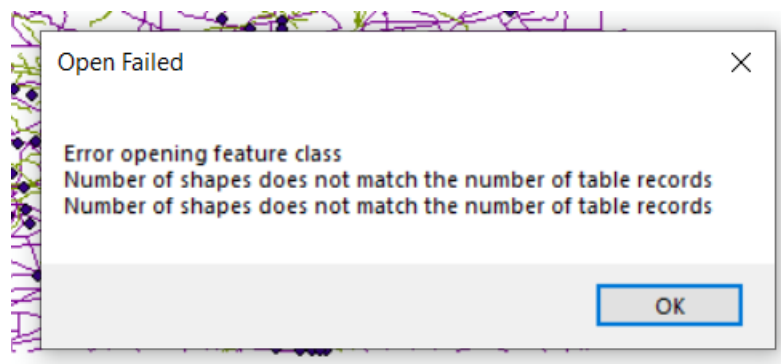 Open Failed
Error opening feature class
Number of shapes does not match the number of table records
Number of shapes does not match the number of table records
OK